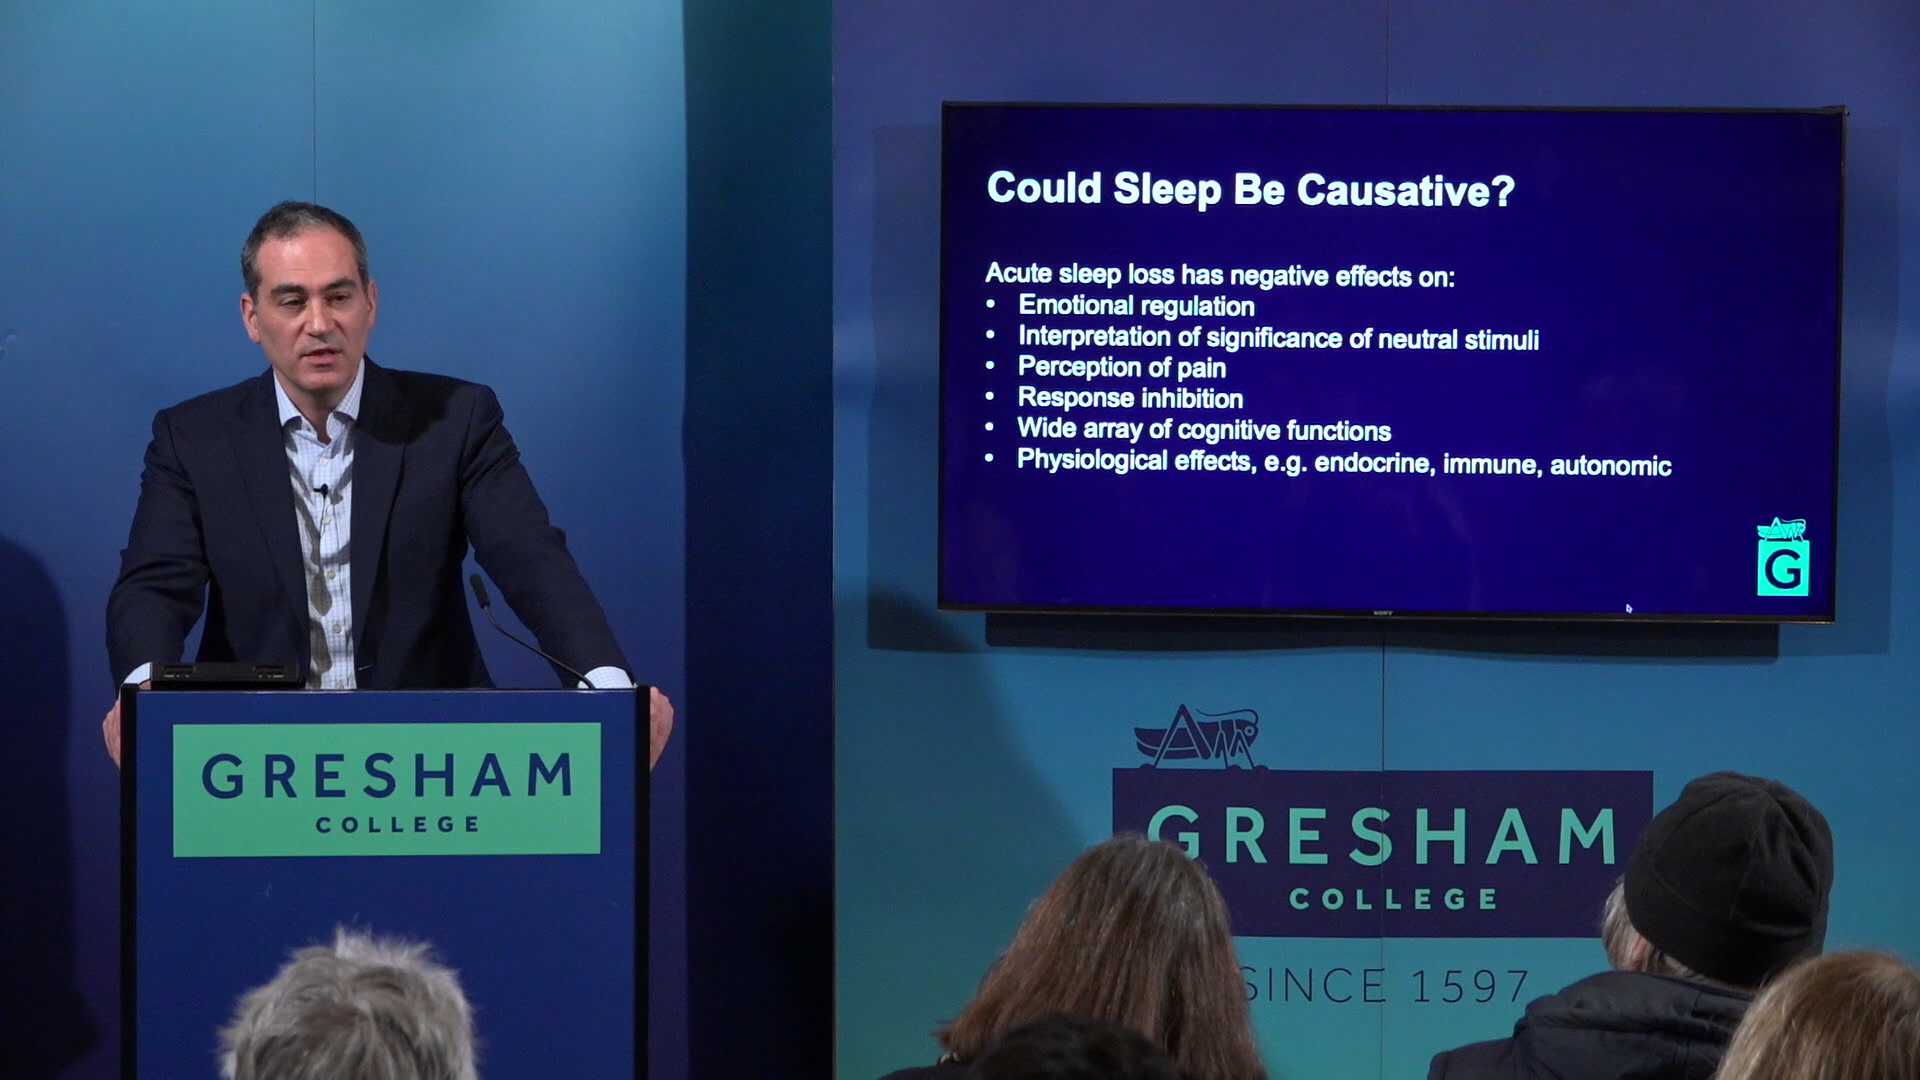 Could Sleep Be Causative?
Acute sleep loss has negative effects on:
• Emotional regulation
• Interpretation of significance of neutral stimuli
• Perception of pain
• Response inhibition
• Wide array of cognitive functions
• Physiological effects, e.g. endocrine, immune, autonomic
G
SONY
GRESHAM
COLLEGE
GRESHAM
COLLEGE
SINCE 1597